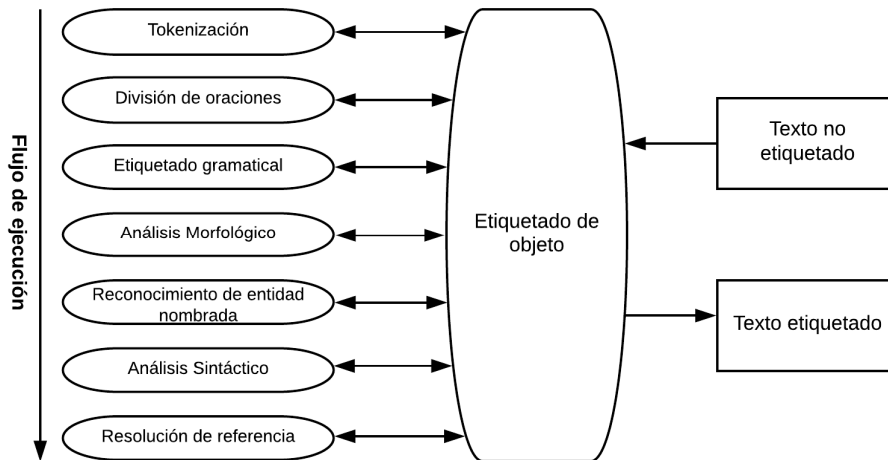 Flujo de ejecución
Tokenización
División de oraciones
Etiquetado gramatical
Análisis Morfológico
Reconocimiento de entidad
nombrada
Análisis Sintáctico
Resolución de referencia
Etiquetado de
objeto
Texto no
etiquetado
Texto etiquetado